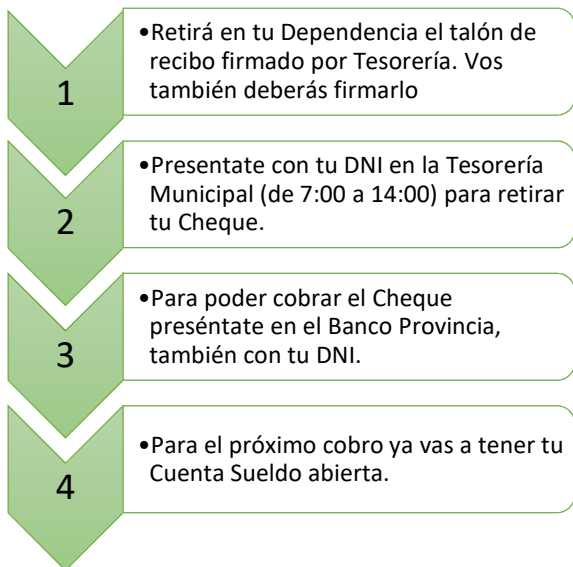 1
•Retirá en tu Dependencia el talón de
recibo firmado por Tesorería. Vos
también deberás firmarlo
2
•Presentate con tu DNI en la Tesorería
Municipal (de 7:00 a 14:00) para retirar
tu Cheque.
3
•Para poder cobrar el Cheque
preséntate en el Banco Provincia,
también con tu DNI.
4
•Para el próximo cobro ya vas a tener tu
Cuenta Sueldo abierta.